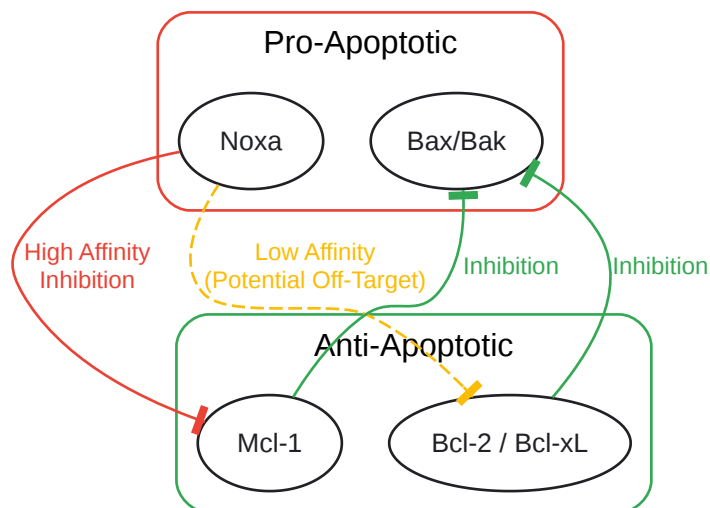 Pro-Apoptotic
Noxa
Bax/Bak
High Affinity
Inhibition
Low Affinity
(Potential Off-Target)
Inhibition
Inhibition
Anti-Apoptotic
Mcl-1
Bcl-2 / Bcl-xL